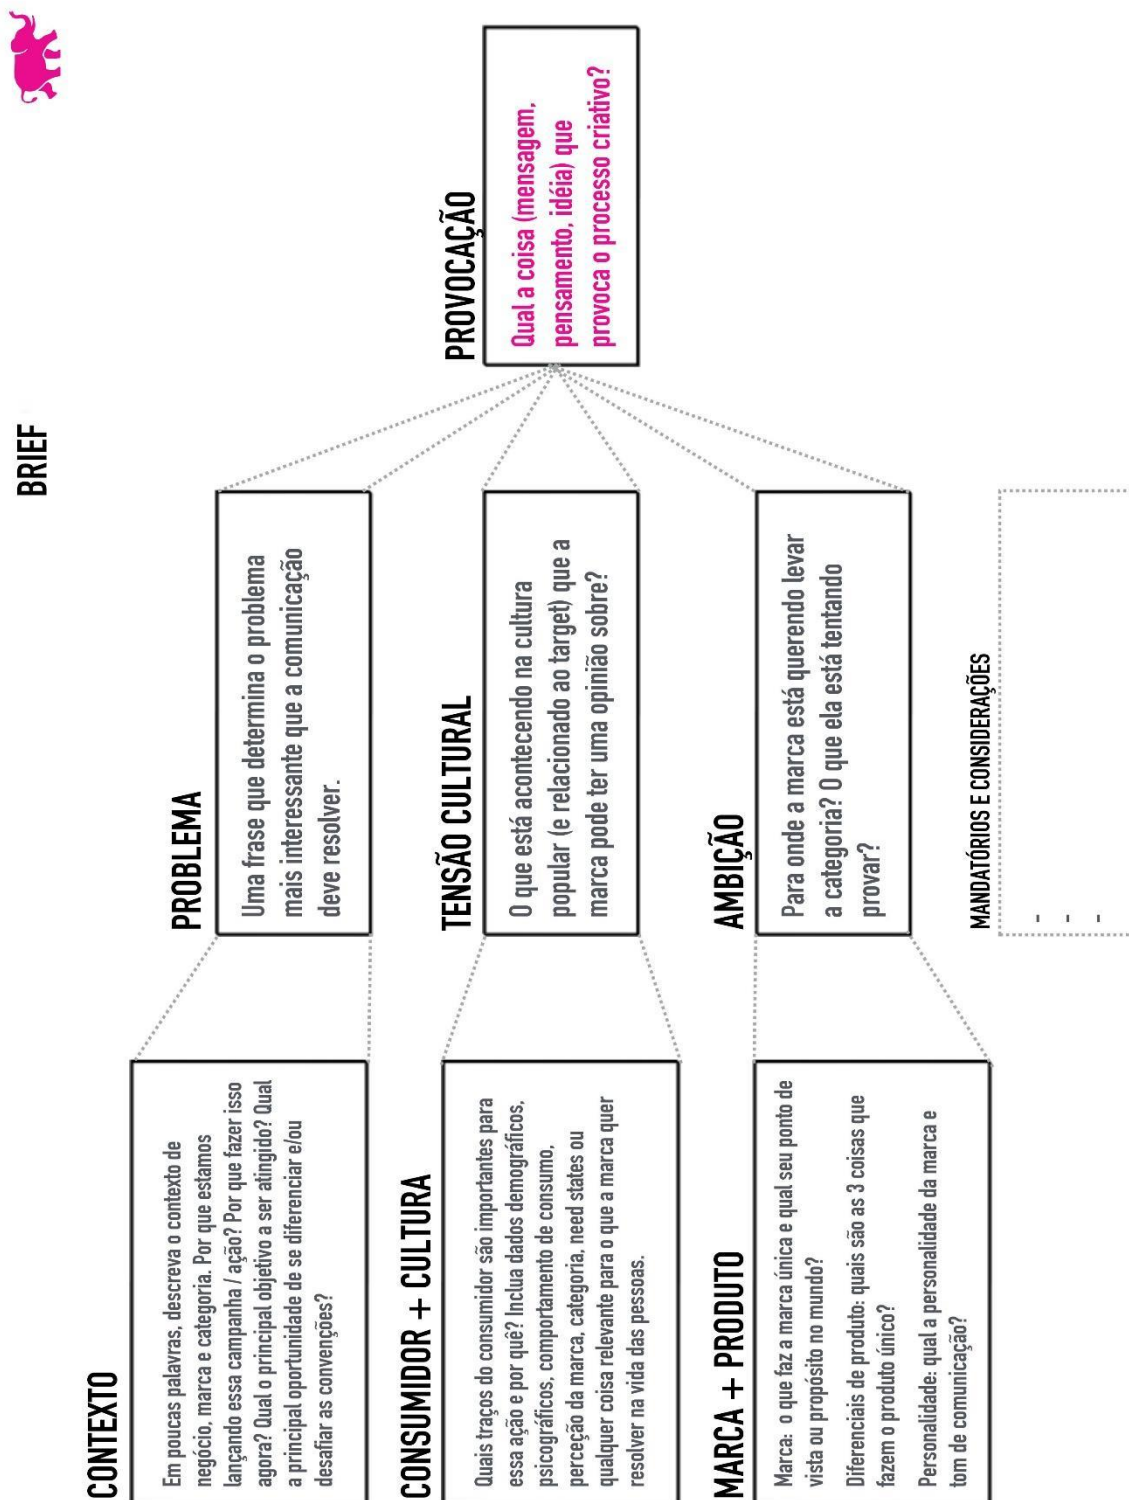 BRIEF
CONTEXTO
Em poucas palavras, descreva o contexto de
negócio, marca e categoria. Por que estamos
lançando essa campanha / ação? Por que fazer isso
agora? Qual o principal objetivo a ser atingido? Qual
a principal oportunidade de se diferenciar e/ou
desafiar as convenções?
PROBLEMA
Uma frase que determina o problema
mais interessante que a comunicação
deve resolver.
CONSUMIDOR + CULTURA
Quais traços do consumidor são importantes para
essa ação e por quê? Inclua dados demográficos,
psicográficos, comportamento de consumo,
perceção da marca, categoria, need states ou
qualquer coisa relevante para o que a marca quer
resolver na vida das pessoas.
TENSÃO CULTURAL
O que está acontecendo na cultura
popular (e relacionado ao target) que a
marca pode ter uma opinião sobre?
PROVOCAÇÃO
Qual a coisa (mensagem,
pensamento, idéia) que
provoca o processo criativo?
MARCA + PRODUTO
Marca: o que faz a marca única e qual seu ponto de
vista ou propósito no mundo?
Diferenciais de produto: quais são as 3 coisas que
fazem o produto único?
Personalidade: qual a personalidade da marca e
tom de comunicação?
AMBIÇÃO
Para onde a marca está querendo levar
a categoria? O que ela está tentando
provar?
MANDATÓRIOS E CONSIDERAÇÕES
-
-
-